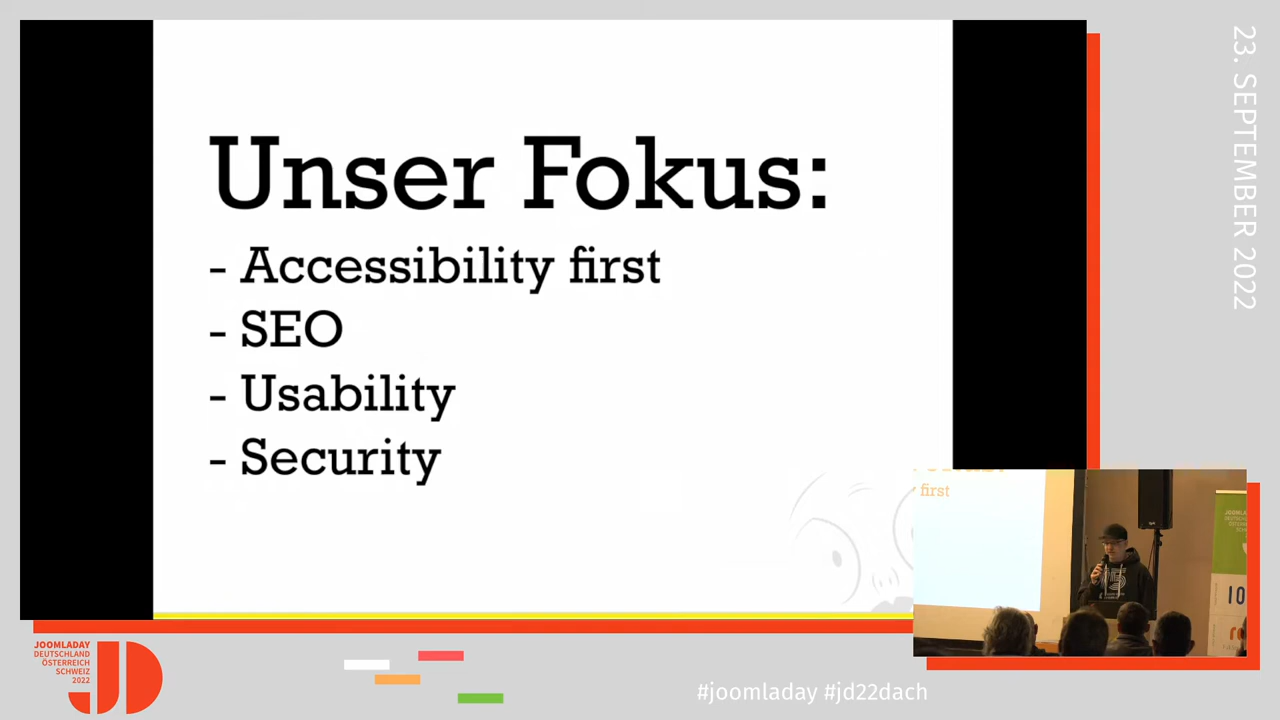 Unser Fokus:
- Accessibility first
- SEO
- Usability
- Security
23. SEPTEMBER 2022
first
JOOMLADAY
DEUTSCHLAND
ÖSTERREICH
SCHWEIZ
2022
#joomladay #jd22dach